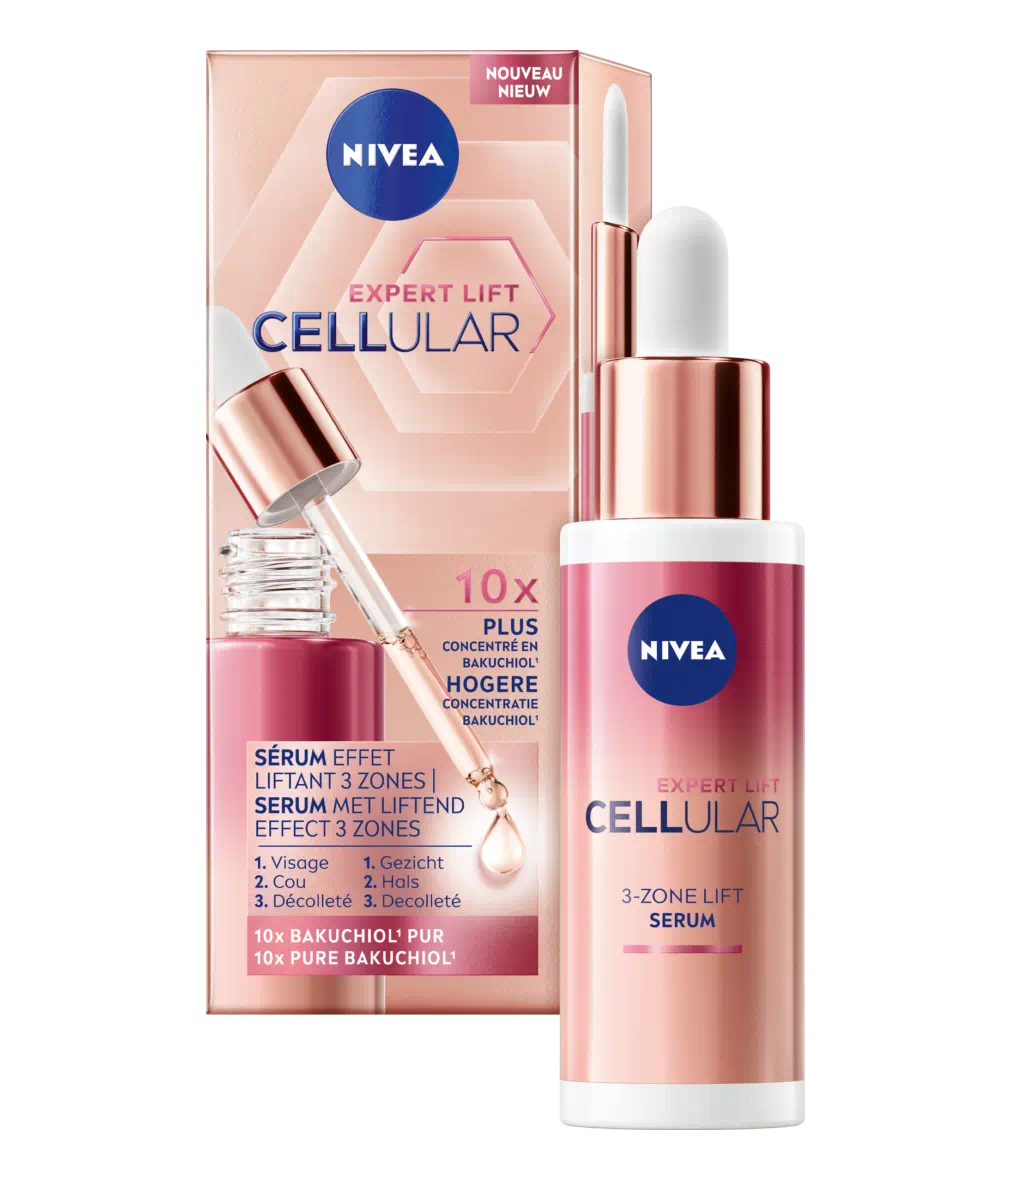 NOUVEAU
NIEUW
NIVEA
EXPERT LIFT
CELLULAR
10x
PLUS
CONCENTRÉ EN
BAKUCHIOL¹
HOGERE
CONCENTRATIE
BAKUCHIOL¹
SÉRUM EFFET
LIFTANT 3 ZONES |
SERUM MET LIFTEND
EFFECT 3 ZONES
1. Visage 1. Gezicht
2. Cou 2. Hals
3. Décolleté 3. Decolleté
10x BAKUCHIOL¹ PUR
10x PURE BAKUCHIOL¹
NIVEA
EXPERT LIFT
CELLULAR
3-ZONE LIFT
SERUM